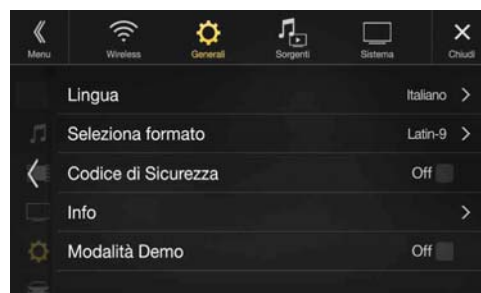 Menu Wireless Generali Sorgenti Sistema Chiudi
Lingua Italiano
Seleziona formato Latin-9
Codice di Sicurezza Off
Info
Modalità Demo Off